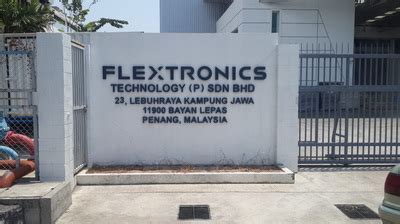 FLEXTRONICS
TECHNOLOGY (P) SDN BHD
23, LEBUHRAYA KAMPUNG JAWA
11900 BAYAN LEPAS
PENANG, MALAYSIA